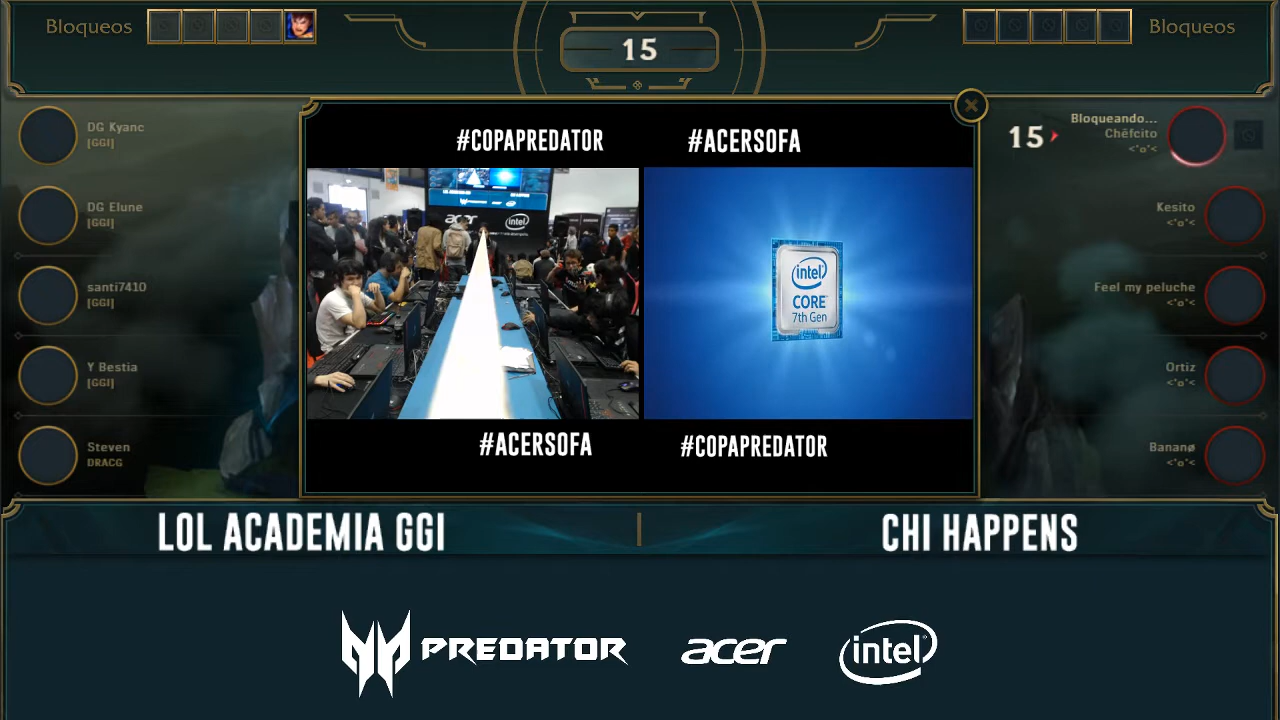 Bloqueos
15
Bloqueos
#COPAPREDATOR
#ACERSOFA
DG Kyanc
[GGI]
DG Elune
[GGI]
santi7410
[GGI]
Y Bestia
[GGI]
Steven
DRACG
acer
intel
intel
CORE
7th Gen
15
Bloqueando...
Chêfcito
<'o'<
Kesito
<'o'<
Feel my peluche
<'o'<
Ortiz
<'o'<
Bananø
<'o'<
#ACERSOFA
#COPAPREDATOR
LOL ACADEMIA GGI
CHI HAPPENS
PREDATOR
acer
intel